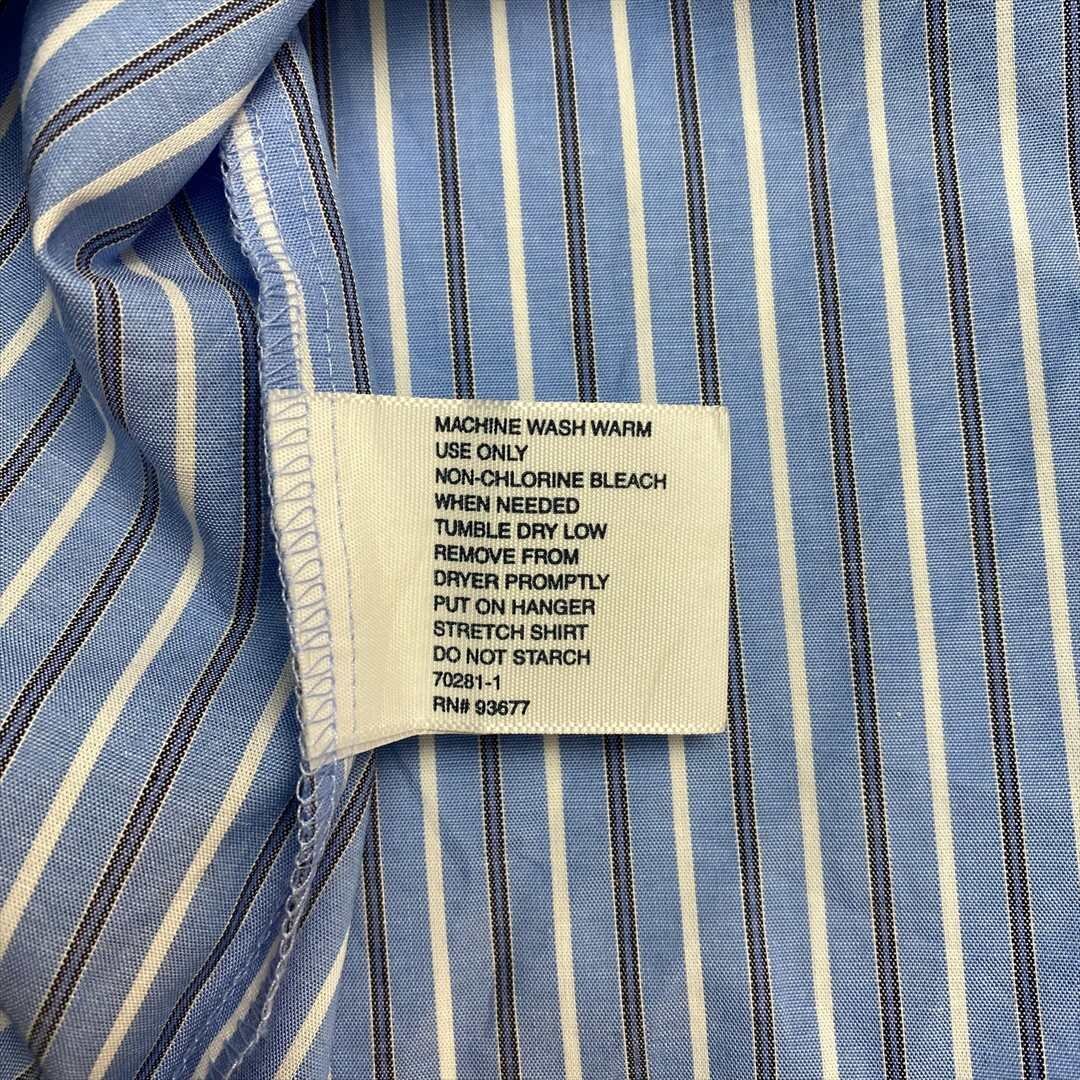 MACHINE WASH WARM
USE ONLY
NON-CHLORINE BLEACH
WHEN NEEDED
TUMBLE DRY LOW
REMOVE FROM
DRYER PROMPTLY
PUT ON HANGER
STRETCH SHIRT
DO NOT STARCH
70281-1
RN# 93677